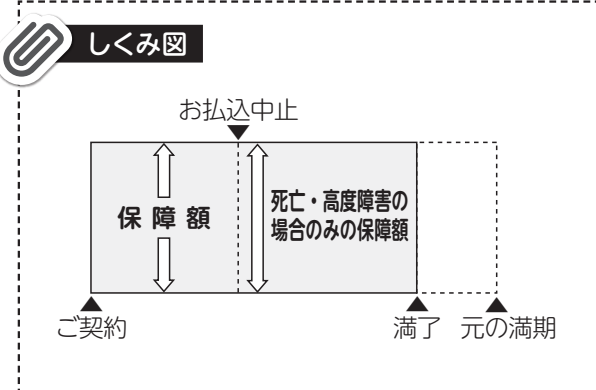 しくみ図
お払込中止
保障額
死亡・高度障害の
場合のみの保障額
ご契約
満了
元の満期